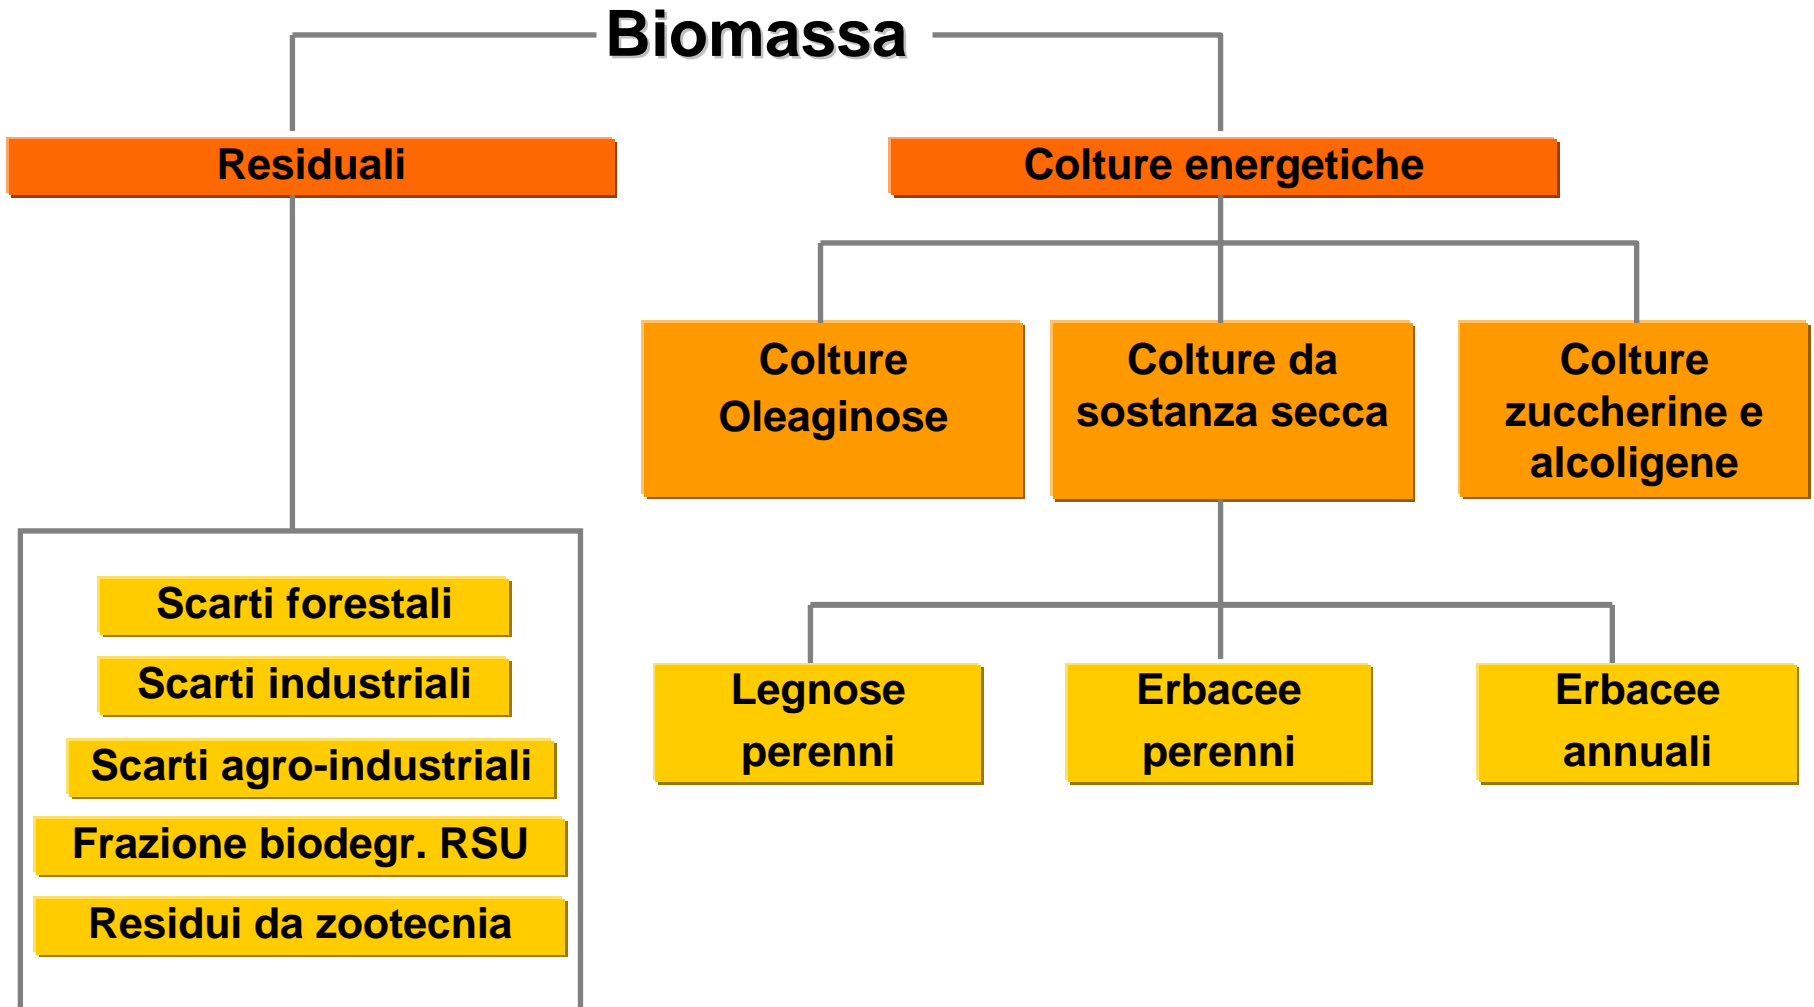 Biomassa
Residuali
Colture energetiche
Colture
Oleaginose
Colture da
sostanza secca
Colture
zuccherine e
alcoligene
Scarti forestali
Scarti industriali
Scarti agro-industriali
Frazione biodegr. RSU
Residui da zootecnia
Legnose
perenni
Erbacee
perenni
Erbacee
annuali